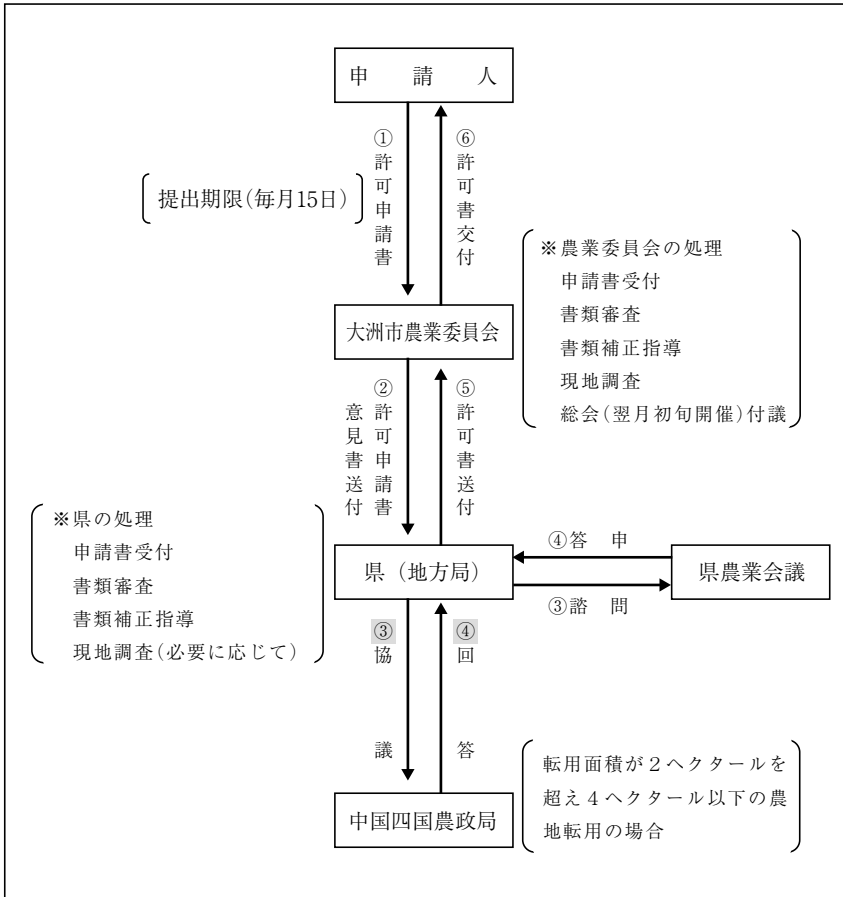 申請人
①許可申請書
⑥許可書交付
提出期限(毎月15日)
※農業委員会の処理
申請書受付
書類審査
書類補正指導
現地調査
総会(翌月初旬開催)付議
大洲市農業委員会
②許可申請書
意見書送付
⑤許可書送付
※県の処理
申請書受付
書類審査
書類補正指導
現地調査(必要に応じて)
県(地方局)
④答申
③諮問
県農業会議
③協議
④回答
中国四国農政局
転用面積が2ヘクタールを
超え4ヘクタール以下の農
地転用の場合